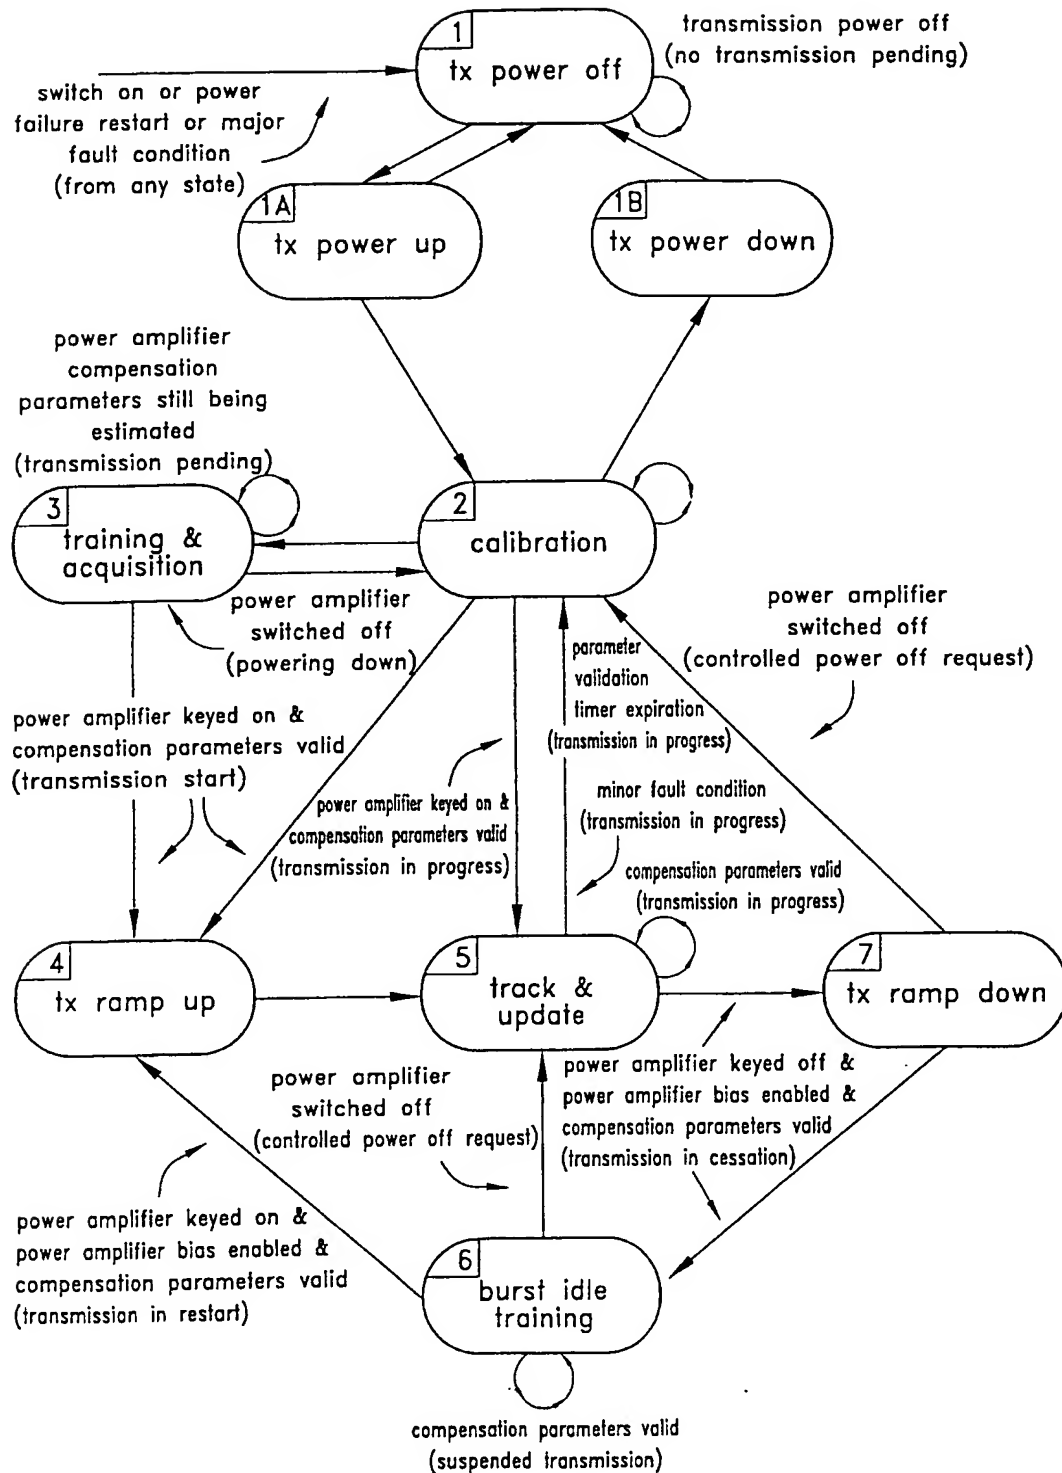 1
tx power off
transmission power off
(no transmission pending)
switch on or power
failure restart or major
fault condition
(from any state)
1A
tx power up
1B
tx power down
power amplifier
compensation
parameters still being
estimated
(transmission pending)
3
training &
acquisition
2
calibration
power amplifier
switched off
(powering down)
power amplifier
switched off
(controlled power off request)
parameter
validation
timer expiration
(transmission in progress)
power amplifier keyed on &
compensation parameters valid
(transmission start)
power amplifier keyed on &
compensation parameters valid
(transmission in progress)
minor fault condition
(transmission in progress)
compensation parameters valid
(transmission in progress)
4
tx ramp up
5
track &
update
7
tx ramp down
power amplifier
switched off
(controlled power off request)
power amplifier keyed off &
power amplifier bias enabled &
compensation parameters valid
(transmission in cessation)
power amplifier keyed on &
power amplifier bias enabled &
compensation parameters valid
(transmission in restart)
6
burst idle
training
compensation parameters valid
(suspended transmission)